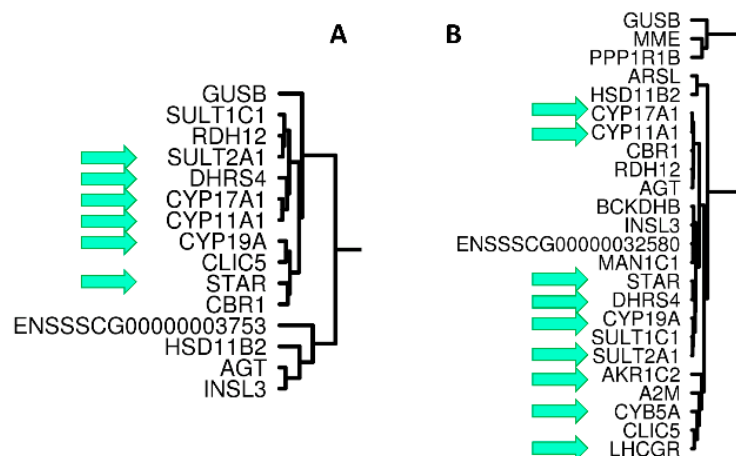 A
GUSB
SULT1C1
RDH12
SULT2A1
DHRS4
CYP17A1
CYP11A1
CYP19A
CLIC5
STAR
CBR1
ENSSSCG00000003753
HSD11B2
AGT
INSL3
B
GUSB
MME
PPP1R1B
ARSL
HSD11B2
CYP17A1
CYP11A1
CBR1
RDH12
AGT
BCKDHB
INSL3
ENSSSCG00000032580
MAN1C1
STAR
DHRS4
CYP19A
SULT1C1
SULT2A1
AKR1C2
A2M
CYB5A
CLIC5
LHCGR